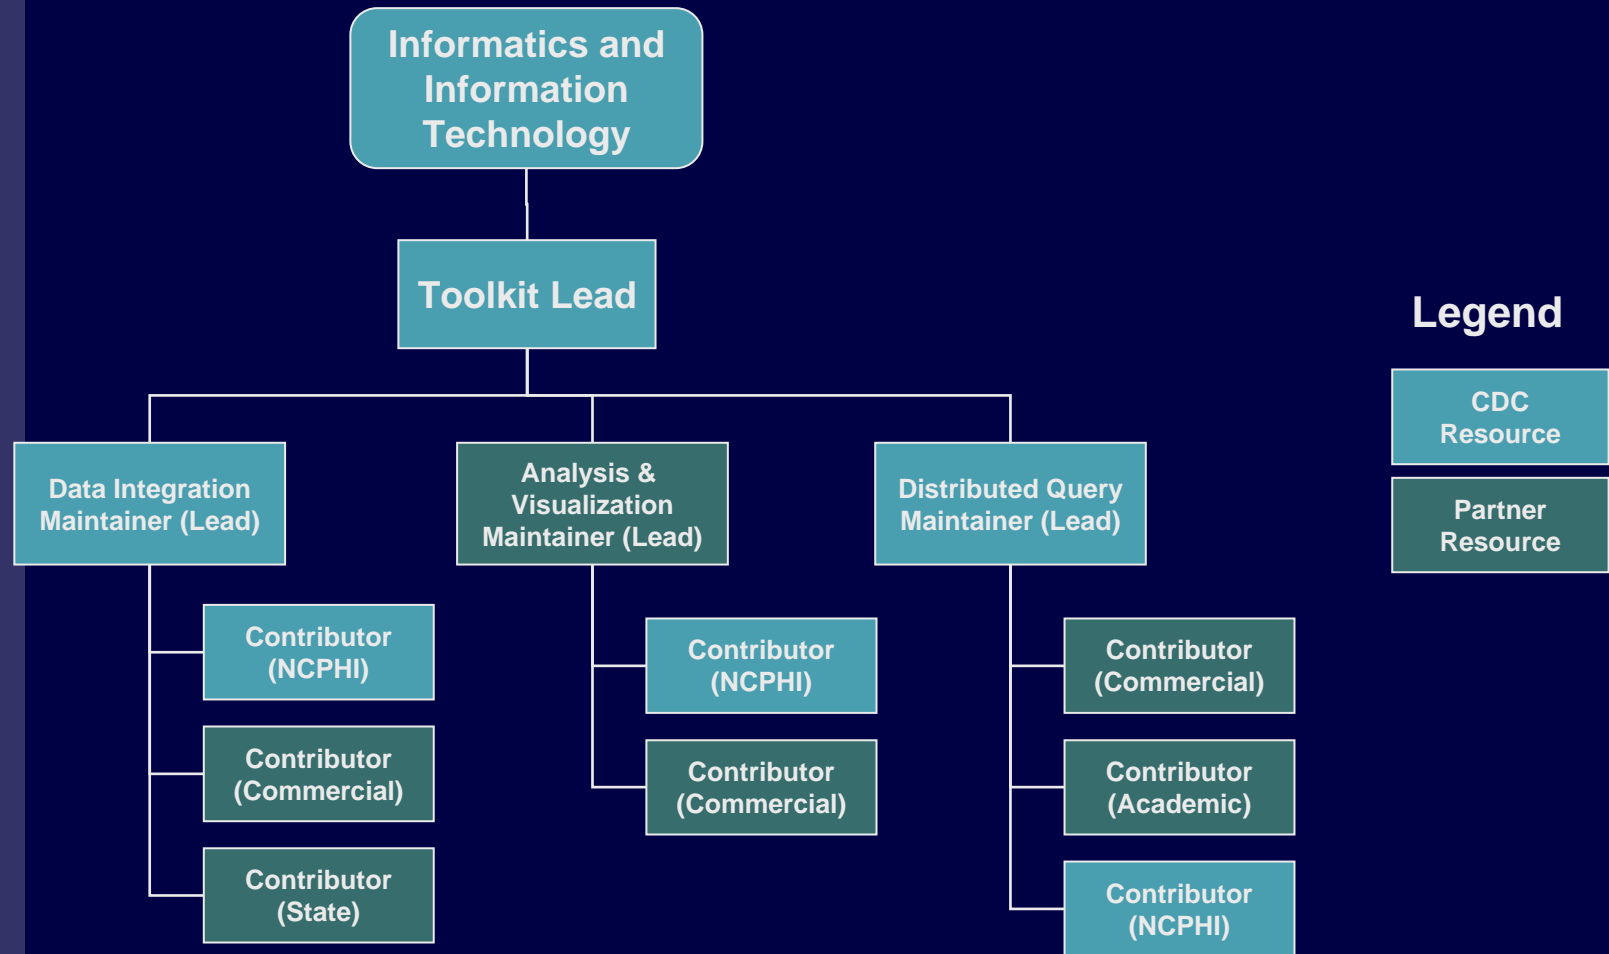 Informatics and
Information
Technology
Toolkit Lead
Legend
CDC
Resource
Partner
Resource
Data Integration
Maintainer (Lead)
Analysis &
Visualization
Maintainer (Lead)
Distributed Query
Maintainer (Lead)
Contributor
(NCPHI)
Contributor
(Commercial)
Contributor
(State)
Contributor
(NCPHI)
Contributor
(Commercial)
Contributor
(Commercial)
Contributor
(Academic)
Contributor
(NCPHI)